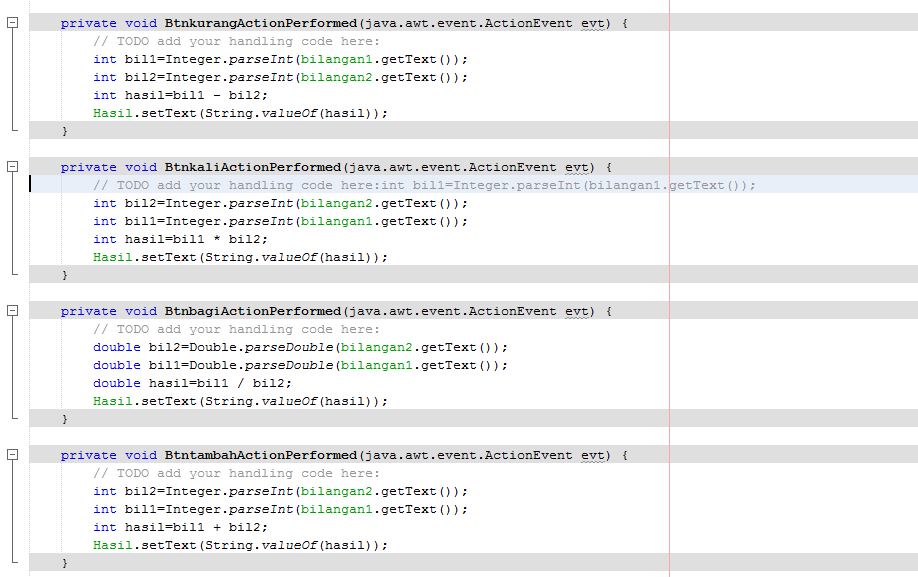 private void BtnkurangActionPerformed(java.awt.event.ActionEvent evt) {
// TODO add your handling code here:
int bil1=Integer.parseInt(bilangan1.getText());
int bil2=Integer.parseInt(bilangan2.getText());
int hasil=bil1 - bil2;
Hasil.setText(String.valueOf(hasil));
}
private void BtnkaliActionPerformed(java.awt.event.ActionEvent evt) {
// TODO add your handling code here:int bil1=Integer.parseInt(bilangan1.getText());
int bil2=Integer.parseInt(bilangan2.getText());
int bil1=Integer.parseInt(bilangan1.getText());
int hasil=bil1 * bil2;
Hasil.setText(String.valueOf(hasil));
}
private void BtnbagiActionPerformed(java.awt.event.ActionEvent evt) {
// TODO add your handling code here:
double bil2=Double.parseDouble(bilangan2.getText());
double bil1=Double.parseDouble(bilangan1.getText());
double hasil=bil1 / bil2;
Hasil.setText(String.valueOf(hasil));
}
private void BtntambahActionPerformed(java.awt.event.ActionEvent evt) {
// TODO add your handling code here:
int bil2=Integer.parseInt(bilangan2.getText());
int bil1=Integer.parseInt(bilangan1.getText());
int hasil=bil1 + bil2;
Hasil.setText(String.valueOf(hasil));
}